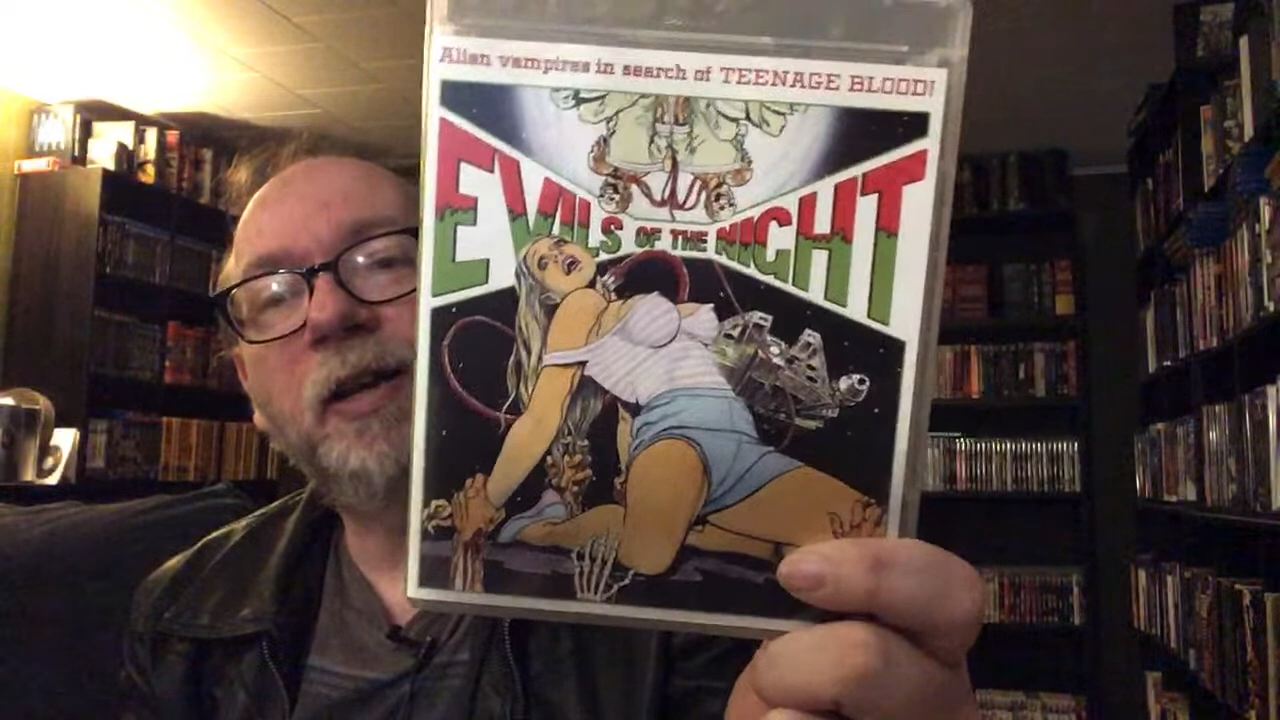 Alien vampires in search of TEENAGE BLOOD!
EVILS OF THE NIGHT